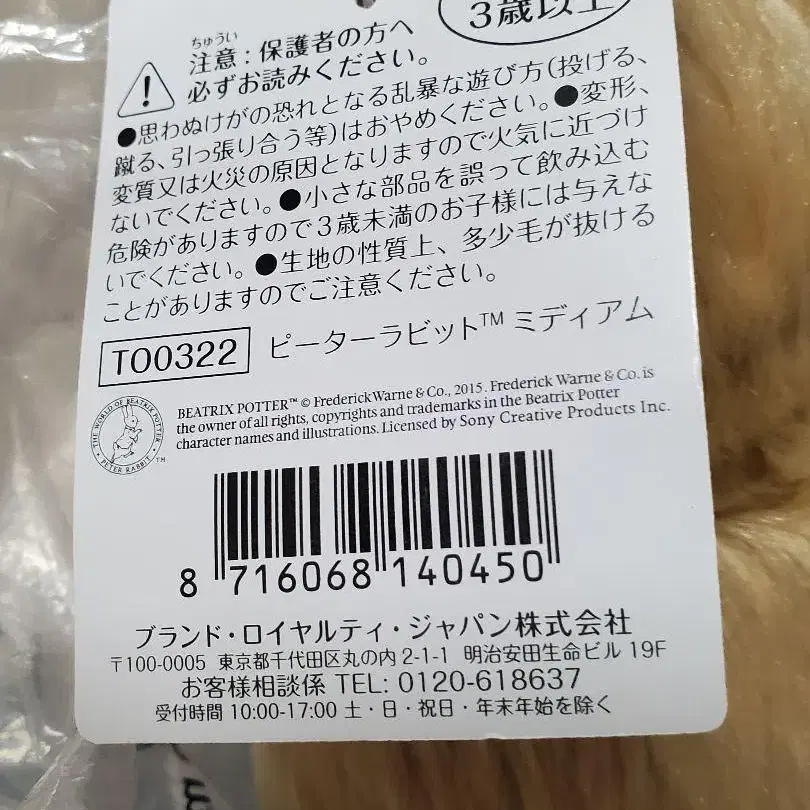 3歳以上
ちゅうい
注意：保護者の方へ
必ずお読みください。
●思わぬけがの恐れとなる乱暴な遊び方（投げる、
蹴る、引っ張り合う等）はおやめください。●変形、
変質又は火災の原因となりますので火気に近づけ
ないでください。●小さな部品を誤って飲み込む
危険がありますので3歳未満のお子様には与えな
いでください。●生地の性質上、多少毛が抜ける
ことがありますのでご注意ください。
TO0322 ピーターラビット™ ミディアム
THE WORLD OF BEATRIX POTTER
PETER RABBIT ™
BEATRIX POTTER™ © Frederick Warne & Co., 2015. Frederick Warne & Co. is
the owner of all rights, copyrights and trademarks in the Beatrix Potter
character names and illustrations. Licensed by Sony Creative Products Inc.
8 716068 140450
ブランド・ロイヤルティ・ジャパン株式会社
〒100-0005 東京都千代田区丸の内 2-1-1 明治安田生命ビル 19F
お客様相談係 TEL: 0120-618637
受付時間 10:00-17:00 土・日・祝日・年末年始を除く